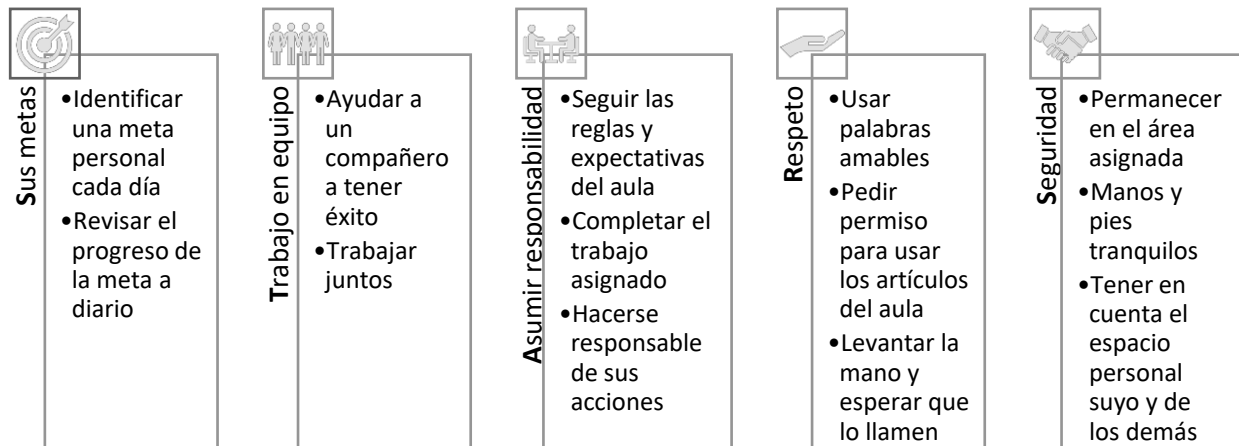 Sus metas
•Identificar
una meta
personal
cada día
•Revisar el
progreso de
la meta a
diario
Trabajo en equipo
•Ayudar a
un
compañero
a tener
éxito
•Trabajar
juntos
Asumir responsabilidad
•Seguir las
reglas y
expectativas
del aula
•Completar el
trabajo
asignado
•Hacerse
responsable
de sus
acciones
Respeto
•Usar
palabras
amables
•Pedir
permiso
para usar
los artículos
del aula
•Levantar la
mano y
esperar que
lo llamen
Seguridad
•Permanecer
en el área
asignada
•Manos y
pies
tranquilos
•Tener en
cuenta el
espacio
personal
suyo y de
los demás